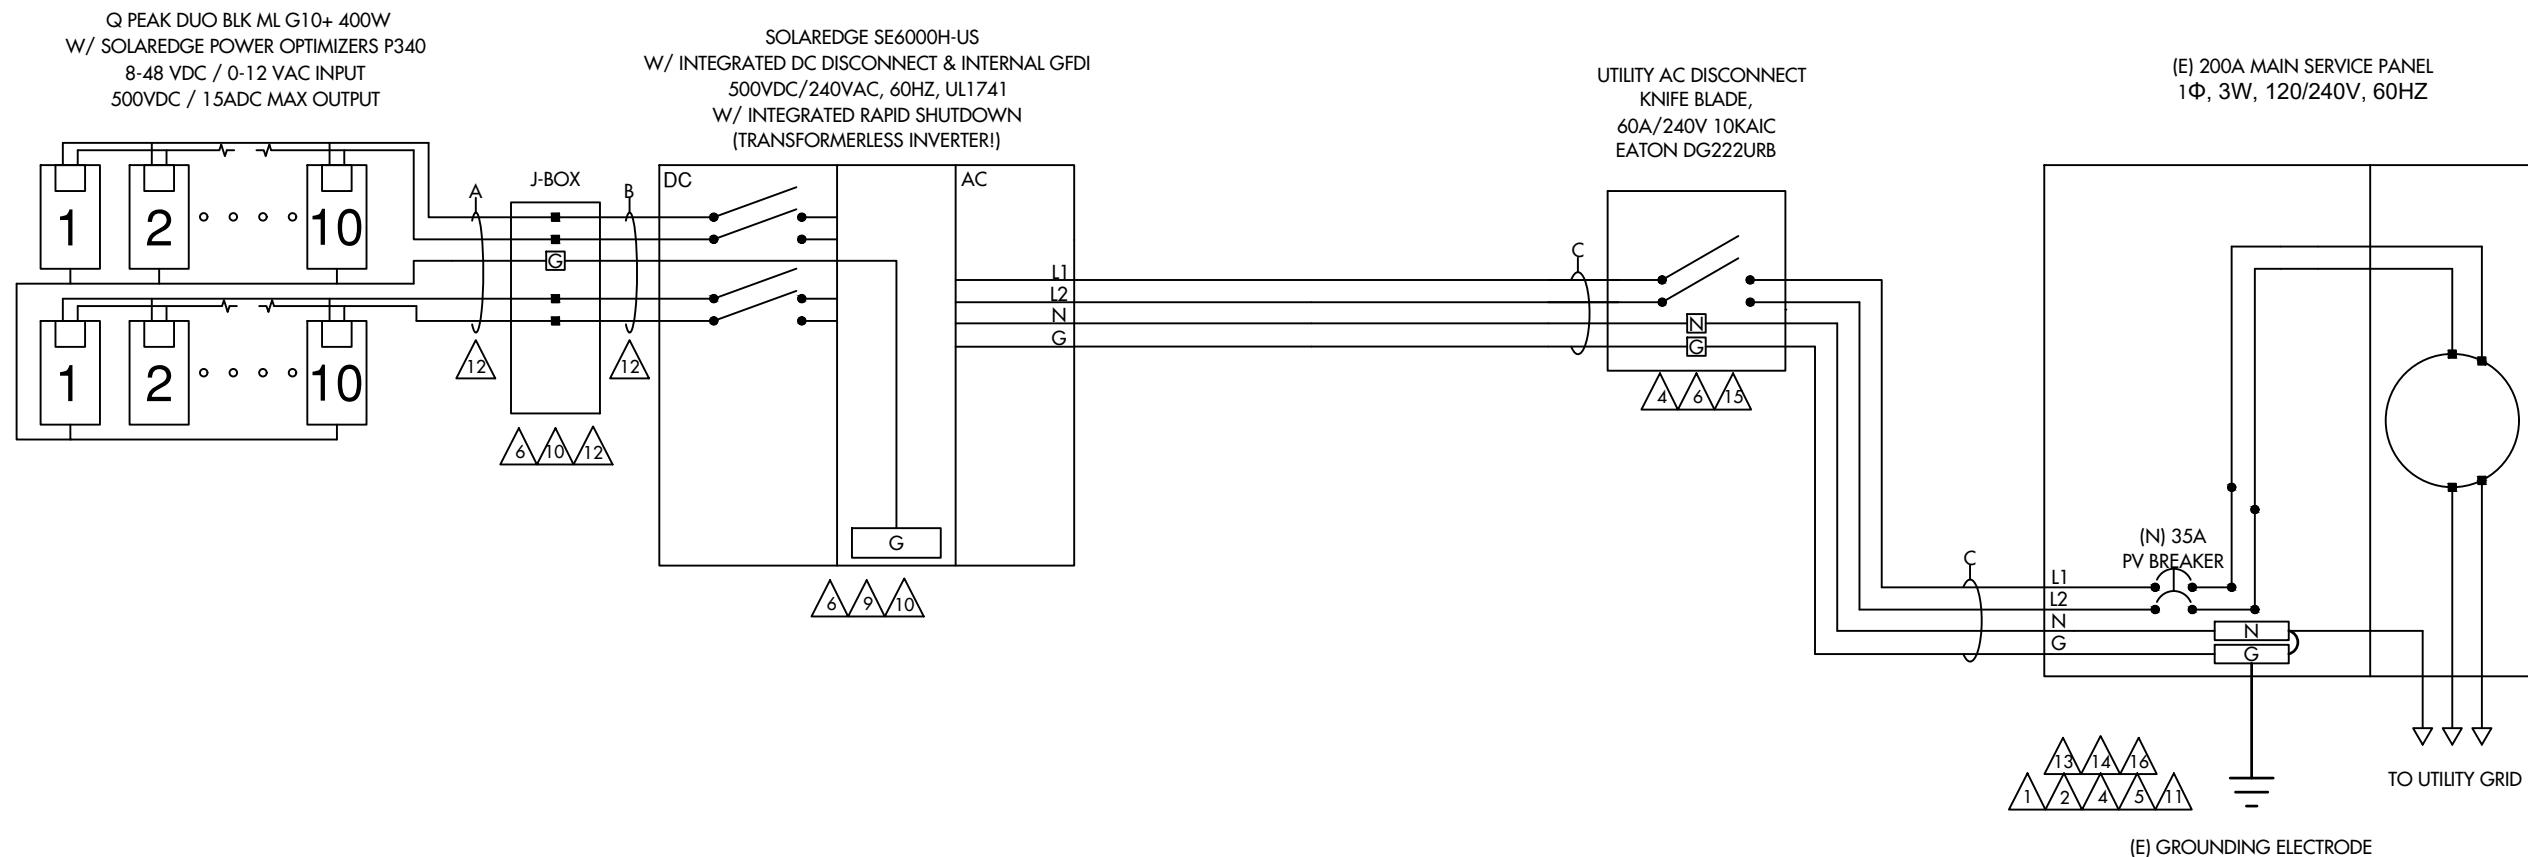 Q PEAK DUO BLK ML G10+ 400W
W/ SOLAREDGE POWER OPTIMIZERS P340
8-48 VDC / 0-12 VAC INPUT
500VDC / 15ADC MAX OUTPUT
SOLAREDGE SE6000H-US
W/ INTEGRATED DC DISCONNECT & INTERNAL GFDI
500VDC/240VAC, 60HZ, UL1741
W/ INTEGRATED RAPID SHUTDOWN
(TRANSFORMERLESS INVERTER!)
UTILITY AC DISCONNECT
KNIFE BLADE,
60A/240V 10KAIC
EATON DG222URB
(E) 200A MAIN SERVICE PANEL
1Φ, 3W, 120/240V, 60HZ
1 2 10
A
J-BOX
B
G
1 2 10
12
12
6 10 12
DC
AC
G
6 9 10
L1
L2
N
G
C
N
G
4 6 15
C
L1
L2
N
G
(N) 35A
PV BREAKER
N
G
13 14 16
1 2 4 5 11
TO UTILITY GRID
(E) GROUNDING ELECTRODE